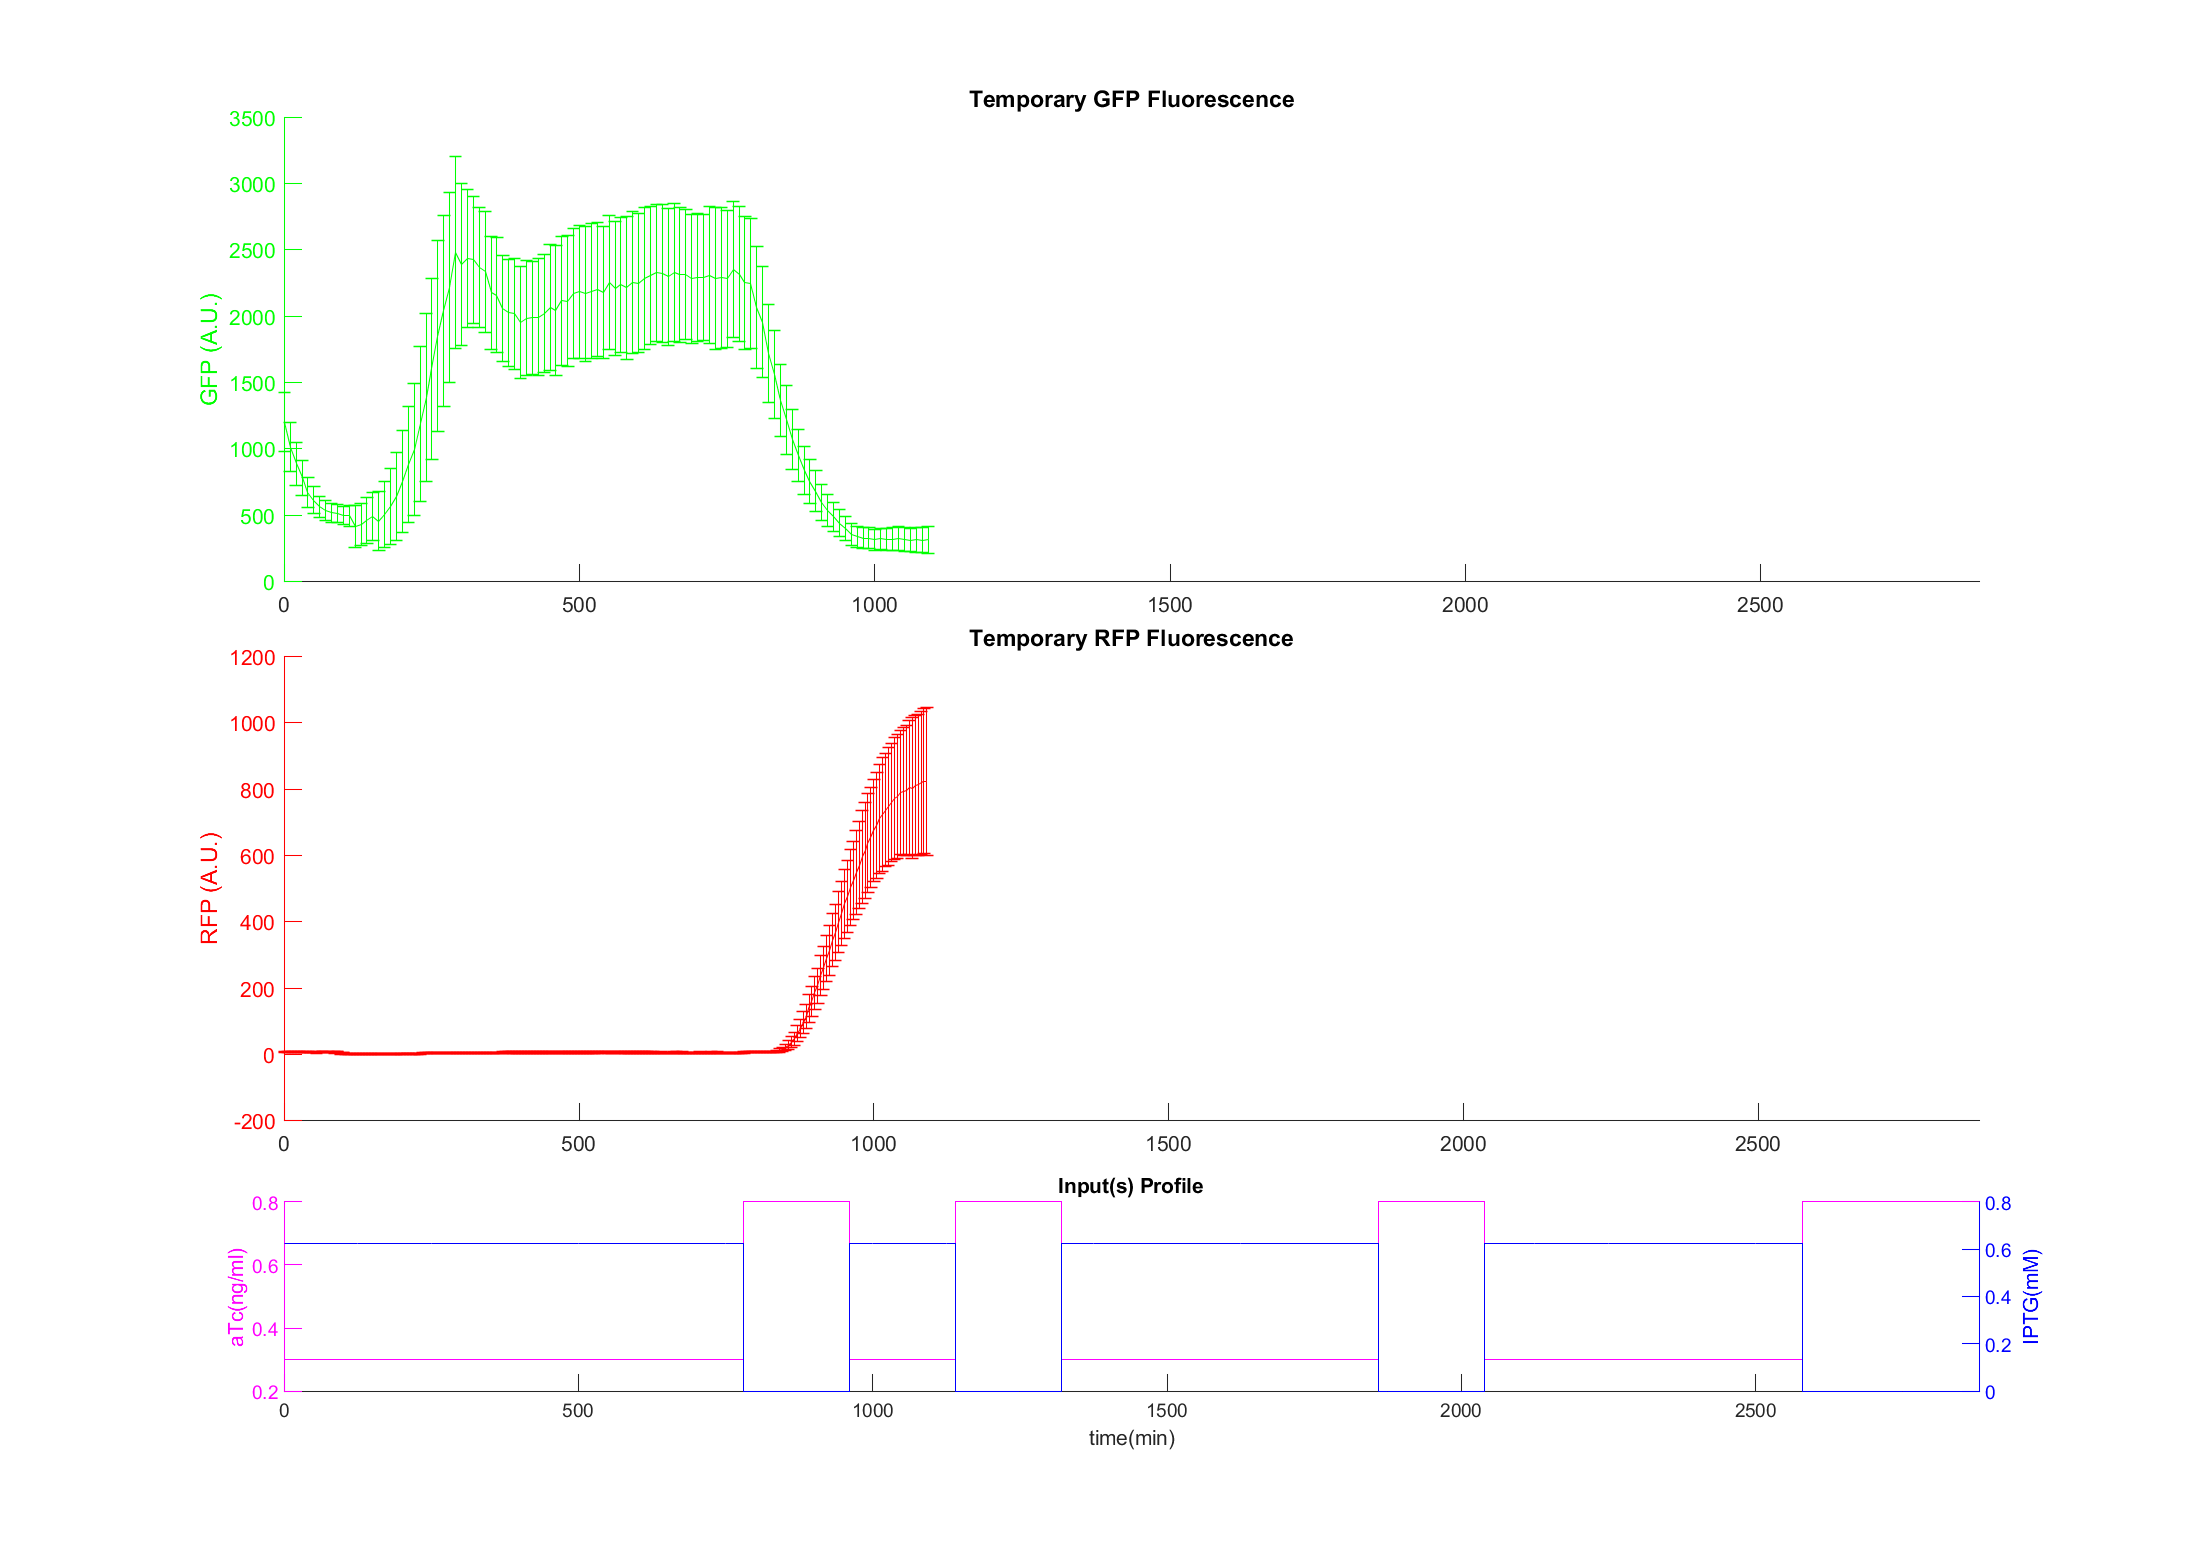 Temporary GFP Fluorescence
3500
3000
2500
2000
1500
1000
500
0
GFP (A.U.)
0 500 1000 1500 2000 2500
Temporary RFP Fluorescence
1200
1000
800
600
400
200
0
-200
RFP (A.U.)
0 500 1000 1500 2000 2500
Input(s) Profile
0.8
0.6
0.4
0.2
aTc(ng/ml)
0.8
0.6
0.4
0.2
0
IPTG(mM)
0 500 1000 1500 2000 2500
time(min)